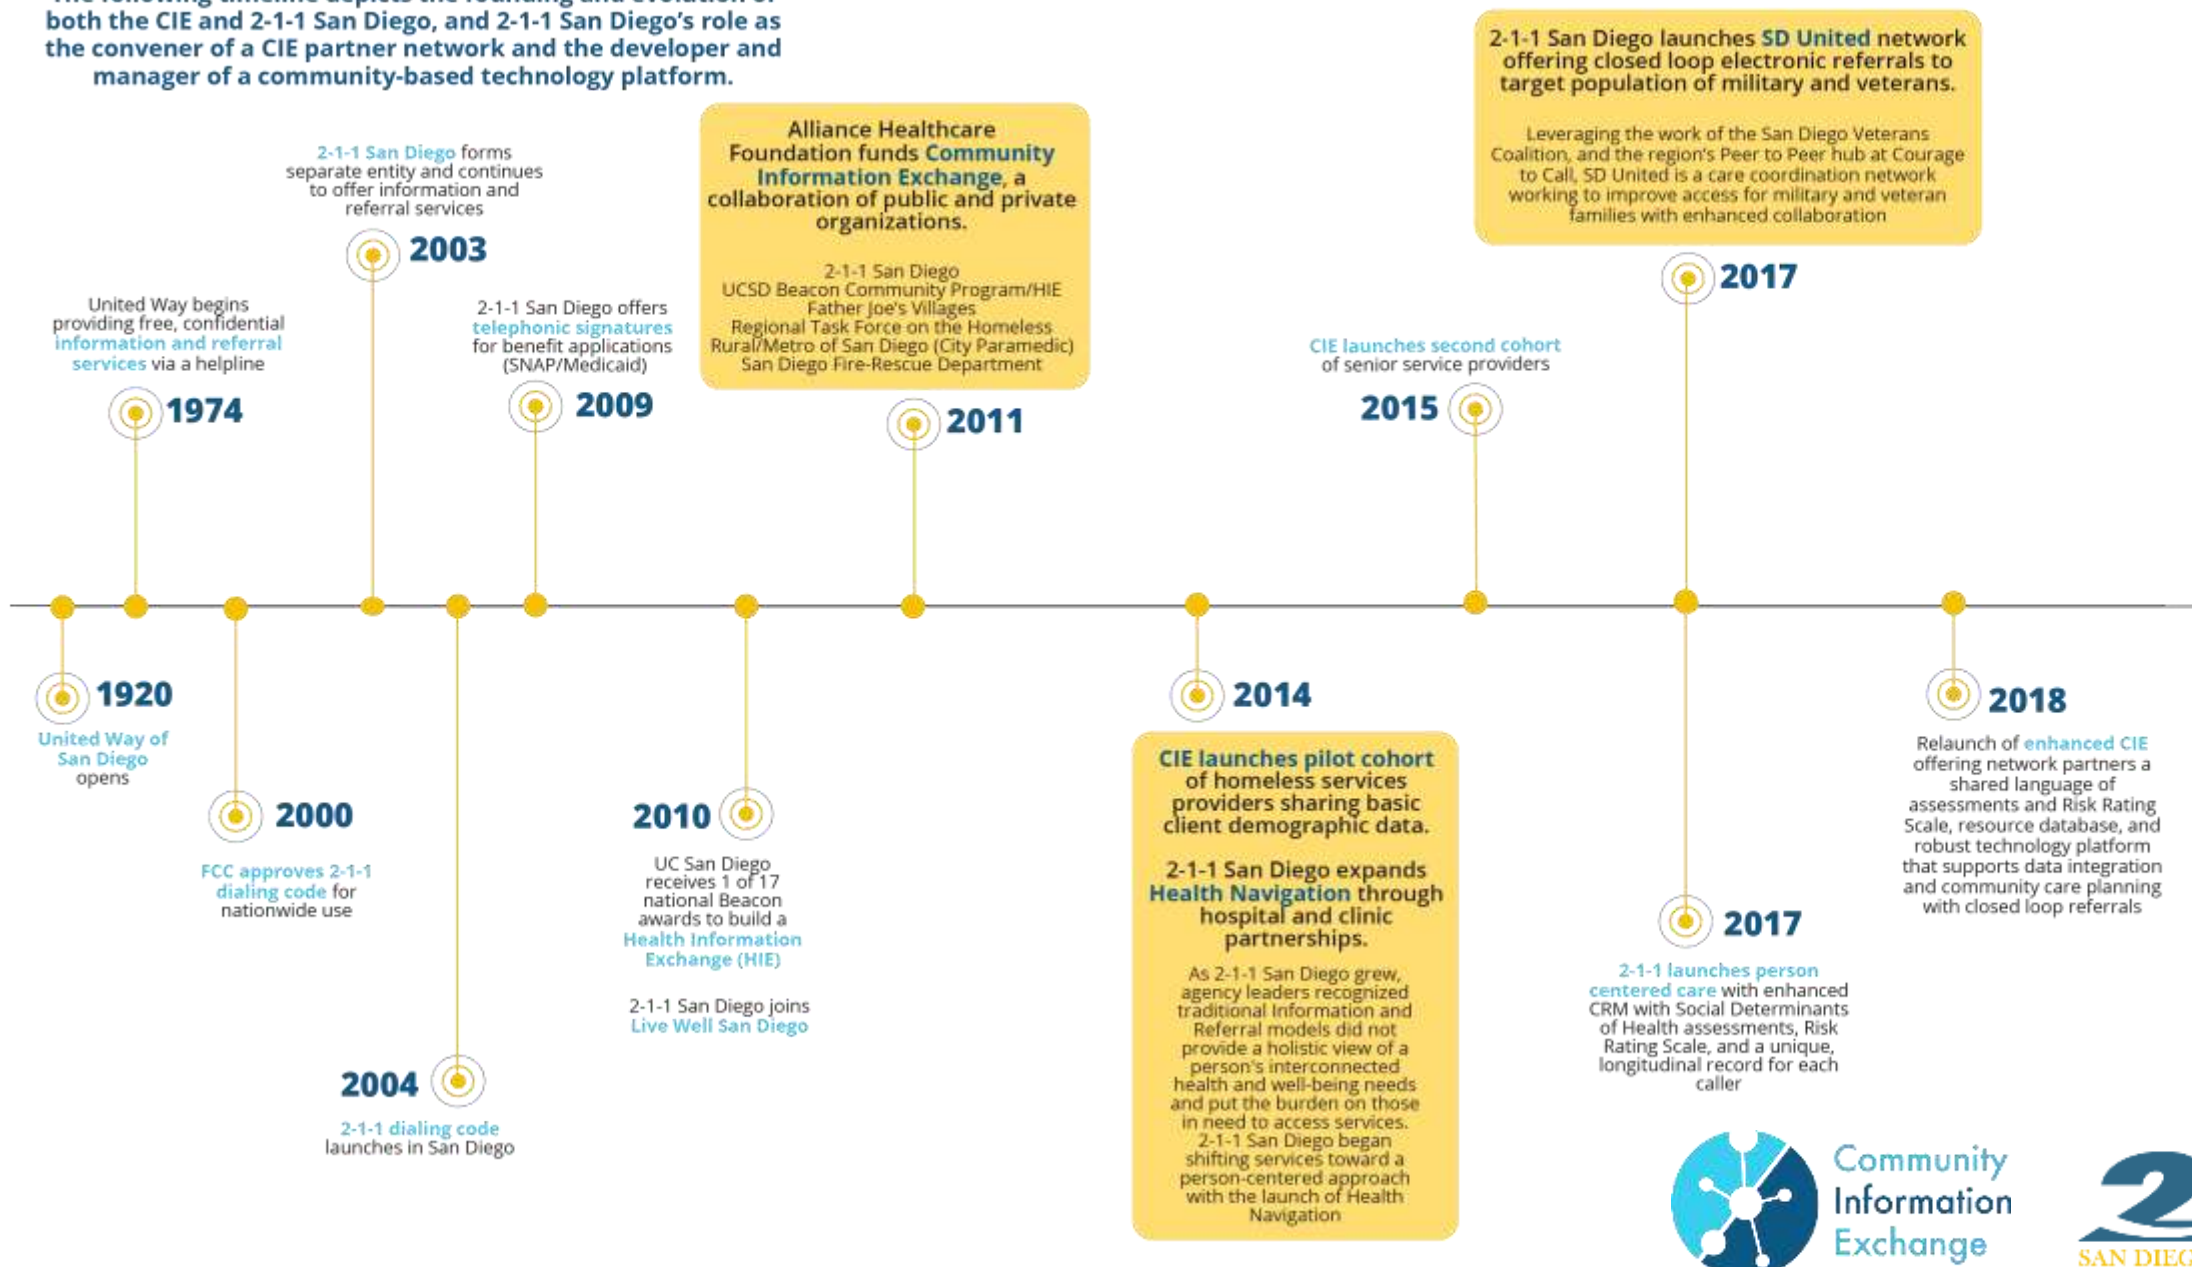 The following timeline depicts the founding and evolution of
both the CIE and 2-1-1 San Diego, and 2-1-1 San Diego’s role as
the convener of a CIE partner network and the developer and
manager of a community-based technology platform.
United Way of
San Diego
opens
1920
United Way begins
providing free, confidential
information and referral
services via a helpline
1974
2000
FCC approves 2-1-1
dialing code for
nationwide use
2-1-1 San Diego forms
separate entity and continues
to offer information and
referral services
2003
2004
2-1-1 dialing code
launches in San Diego
2-1-1 San Diego offers
telephonic signatures
for benefit applications
(SNAP/Medicaid)
2009
2010
UC San Diego
receives 1 of 17
national Beacon
awards to build a
Health Information
Exchange (HIE)
2-1-1 San Diego joins
Live Well San Diego
Alliance Healthcare
Foundation funds Community
Information Exchange, a
collaboration of public and private
organizations.
2-1-1 San Diego
UCSD Beacon Community Program/HIE
Father Joe's Villages
Regional Task Force on the Homeless
Rural/Metro of San Diego (City Paramedic)
San Diego Fire-Rescue Department
2011
2014
CIE launches pilot cohort
of homeless services
providers sharing basic
client demographic data.
2-1-1 San Diego expands
Health Navigation through
hospital and clinic
partnerships.
As 2-1-1 San Diego grew,
agency leaders recognized
traditional Information and
Referral models did not
provide a holistic view of a
person's interconnected
health and well-being needs
and put the burden on those
in need to access services.
2-1-1 San Diego began
shifting services toward a
person-centered approach
with the launch of Health
Navigation
CIE launches second cohort
of senior service providers
2015
2-1-1 San Diego launches SD United network
offering closed loop electronic referrals to
target population of military and veterans.
Leveraging the work of the San Diego Veterans
Coalition, and the region's Peer to Peer hub at Courage
to Call, SD United is a care coordination network
working to improve access for military and veteran
families with enhanced collaboration
2017
2017
2-1-1 launches person
centered care with enhanced
CRM with Social Determinants
of Health assessments, Risk
Rating Scale, and a unique,
longitudinal record for each
caller
2018
Relaunch of enhanced CIE
offering network partners a
shared language of
assessments and Risk Rating
Scale, resource database, and
robust technology platform
that supports data integration
and community care planning
with closed loop referrals
Community
Information
Exchange
2
SAN DIEG